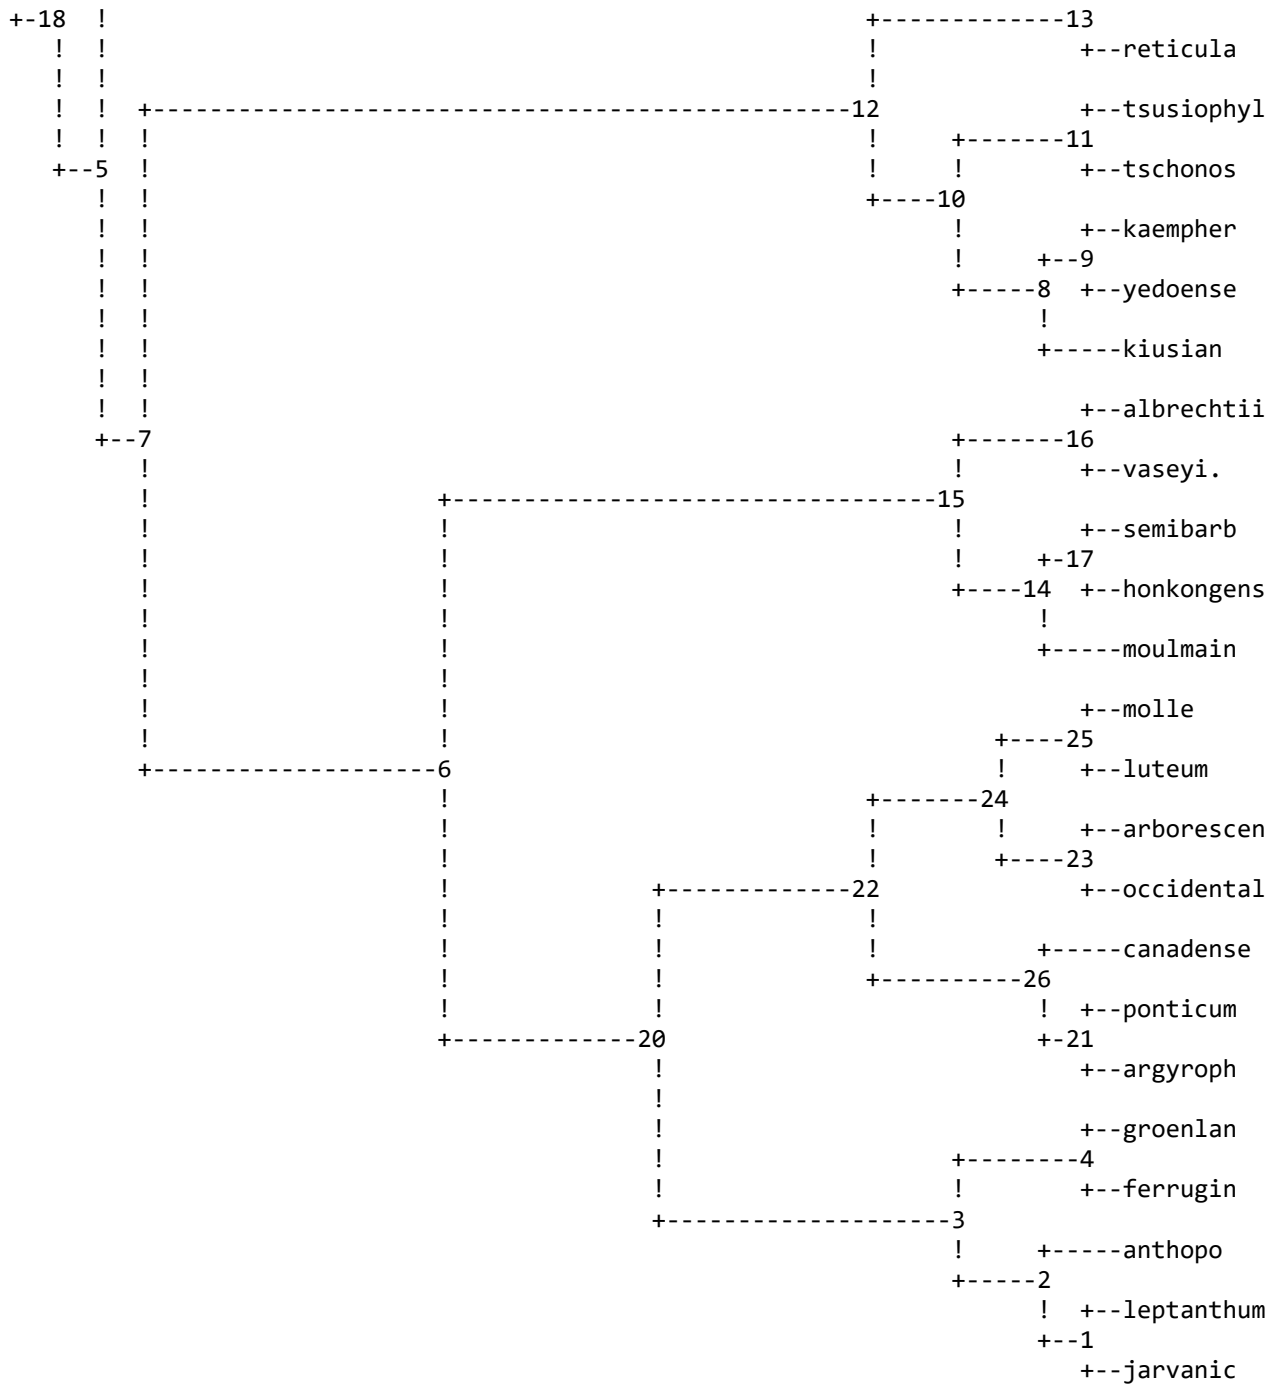 +-18  !                                                     +-------------13
   !  !                                                     !              +--reticula
   !  !                                                     !
   !  !  +-------------------------------------------------12              +--tsusiophyl
   !  !  !                                                  !     +-------11
   +--5  !                                                  !     !        +--tschonos
      !  !                                                  +----10
      !  !                                                        !        +--kaempher
      !  !                                                        !     +--9
      !  !                                                        +-----8  +--yedoense
      !  !                                                              !
      !  !                                                              +-----kiusian
      !  !
      !  !                                                                 +--albrechtii
      +--7                                                        +-------16
         !                                                        !        +--vaseyi.
         !                    +----------------------------------15
         !                    !                                   !        +--semibarb
         !                    !                                   !     +-17
         !                    !                                   +----14  +--honkongens
         !                    !                                         !
         !                    !                                         +-----moulmain
         !                    !
         !                    !                                            +--molle
         !                    !                                      +----25
         +--------------------6                                      !     +--luteum
                              !                             +-------24
                              !                             !        !     +--arborescen
                              !                             !        +----23
                              !              +-------------22              +--occidental
                              !              !              !
                              !              !              !           +-----canadense
                              !              !              +----------26
                              !              !                          !  +--ponticum
                              +-------------20                          +-21
                                             !                             +--argyroph
                                             !
                                             !                             +--groenlan
                                             !                    +--------4
                                             !                    !        +--ferrugin
                                             +--------------------3
                                                                  !     +-----anthopo
                                                                  +-----2
                                                                        !  +--leptanthum
                                                                        +--1
                                                                           +--jarvanic